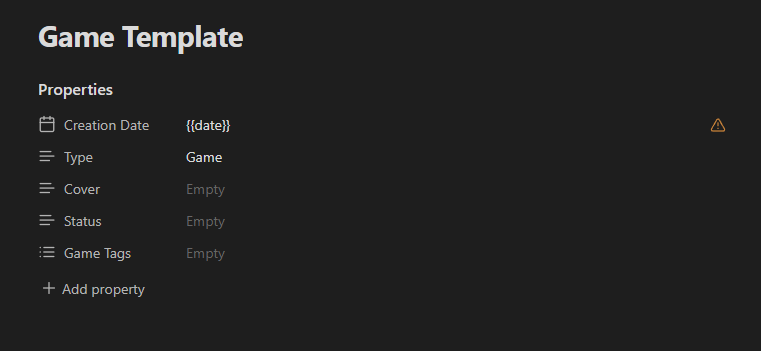 Game Template
Properties
Creation Date {{date}}
Type Game
Cover Empty
Status Empty
Game Tags Empty
Add property